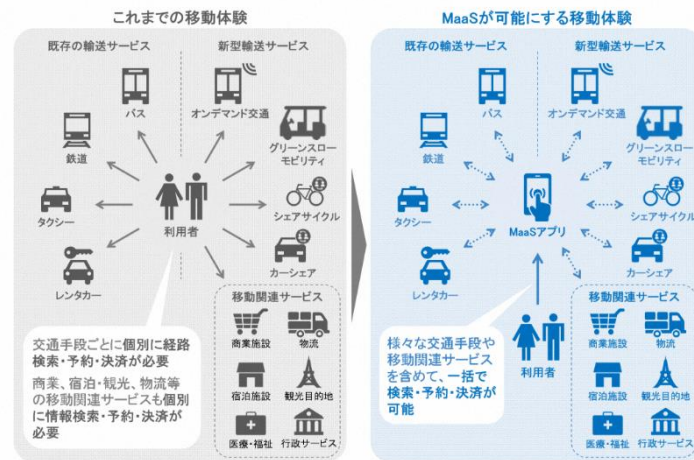 これまでの移動体験
既存の輸送サービス
新型輸送サービス
バス
オンデマンド交通
鉄道
グリーンスロー
モビリティ
タクシー
利用者
シェアサイクル
レンタカー
カーシェア
移動関連サービス
商業施設
物流
宿泊施設
観光目的地
医療・福祉
行政サービス
交通手段ごとに個別に経路
検索・予約・決済が必要
商業、宿泊・観光、物流等
の移動関連サービスも個別
に情報検索・予約・決済が
必要
MaaSが可能にする移動体験
既存の輸送サービス
新型輸送サービス
バス
オンデマンド交通
鉄道
グリーンスロー
モビリティ
タクシー
MaaSアプリ
シェアサイクル
レンタカー
カーシェア
移動関連サービス
商業施設
物流
宿泊施設
観光目的地
医療・福祉
行政サービス
利用者
様々な交通手段や
移動関連サービス
を含めて、一括で
検索・予約・決済が
可能